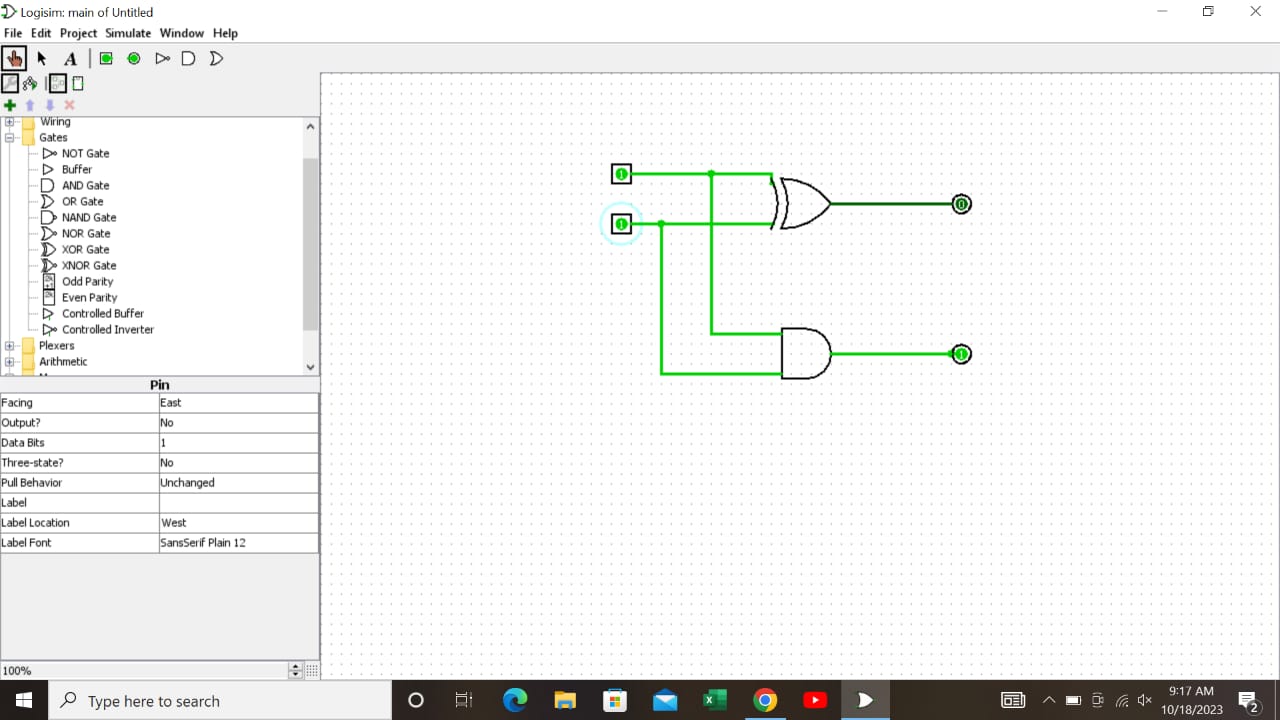 Logisim: main of Untitled
File Edit Project Simulate Window Help
A
Wiring
Gates
NOT Gate
Buffer
AND Gate
OR Gate
NAND Gate
NOR Gate
XOR Gate
XNOR Gate
Odd Parity
Even Parity
Controlled Buffer
Controlled Inverter
Plexers
Arithmetic
Pin
Facing East
Output? No
Data Bits 1
Three-state? No
Pull Behavior Unchanged
Label
Label Location West
Label Font SansSerif Plain 12
100%
1
1
0
1
Type here to search
9:17 AM
10/18/2023
2